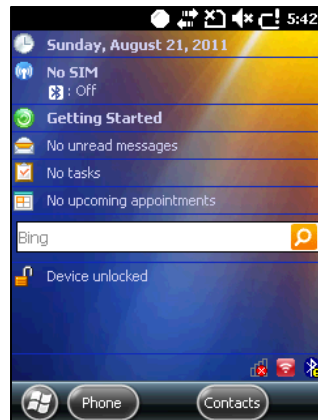 5:42
Sunday, August 21, 2011
No SIM
: Off
Getting Started
No unread messages
No tasks
No upcoming appointments
Bing
Device unlocked
Phone Contacts